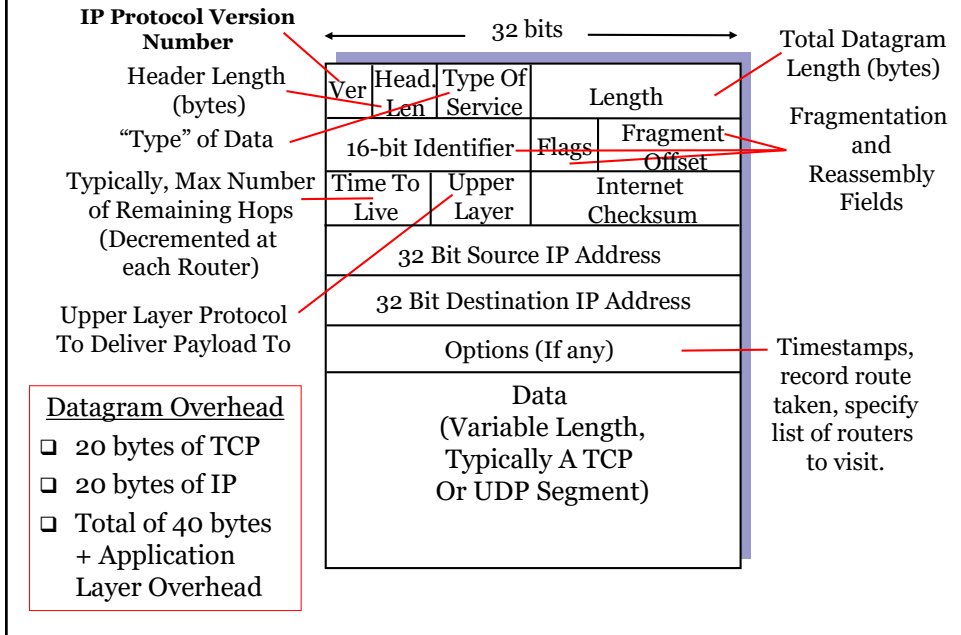 IP Protocol Version
Number
32 bits
Total Datagram
Length (bytes)
Header Length
(bytes)
"Type" of Data
Ver
Head.
Len
Type Of
Service
Length
16-bit Identifier
Flags
Fragment
Offset
Fragmentation
and
Reassembly
Fields
Typically, Max Number
of Remaining Hops
(Decremented at
each Router)
Time To
Live
Upper
Layer
Internet
Checksum
32 Bit Source IP Address
32 Bit Destination IP Address
Upper Layer Protocol
To Deliver Payload To
Options (If any)
Timestamps,
record route
taken, specify
list of routers
to visit.
Data
(Variable Length,
Typically A TCP
Or UDP Segment)
Datagram Overhead
❑ 20 bytes of TCP
❑ 20 bytes of IP
❑ Total of 40 bytes
+ Application
Layer Overhead